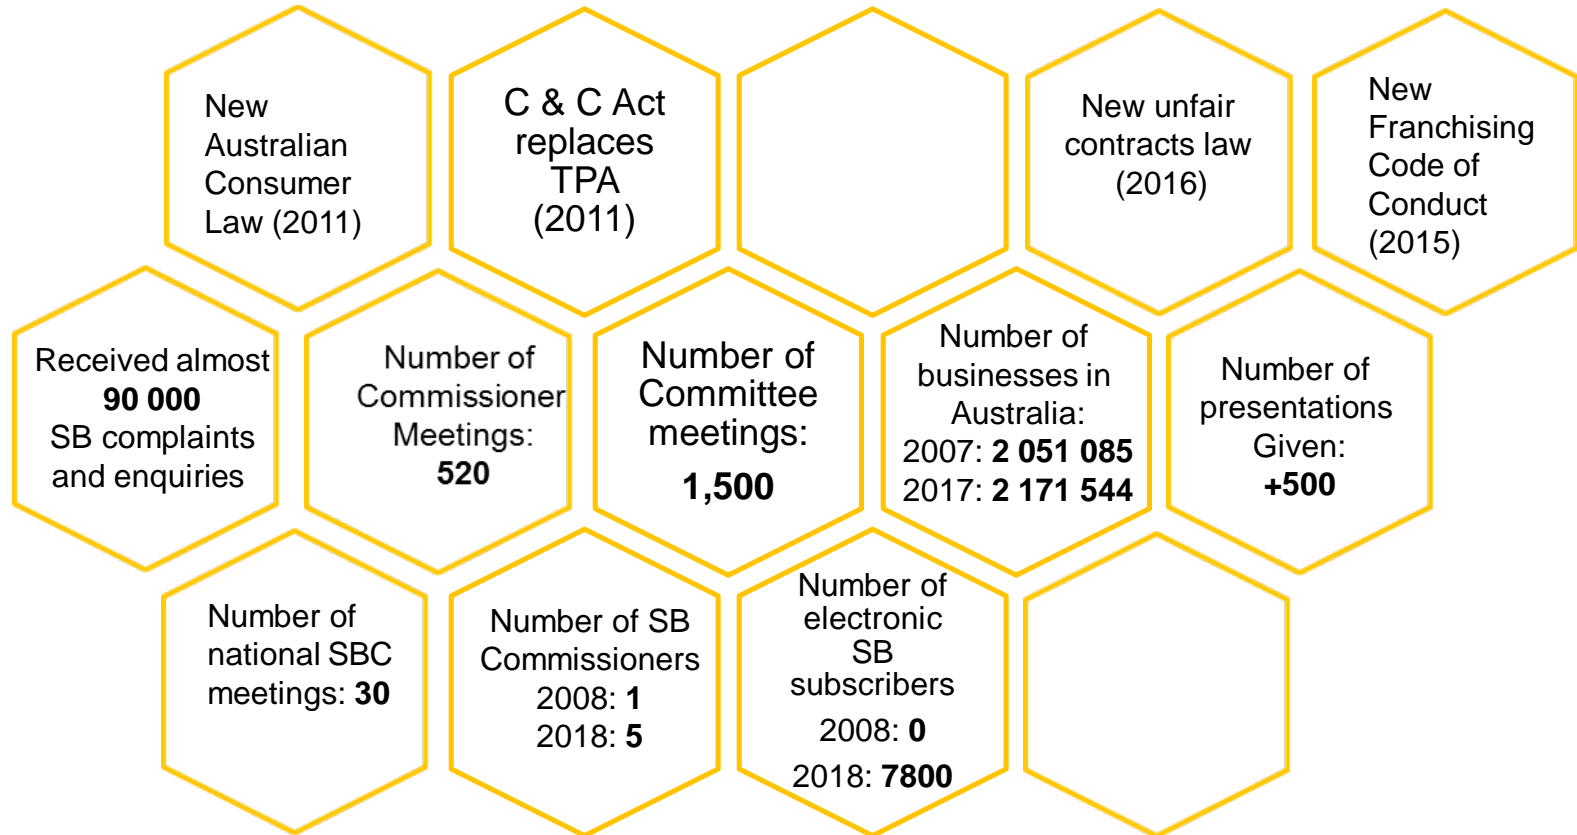 New
Australian
Consumer
Law (2011)
C & C Act
replaces
TPA
(2011)
New unfair
contracts law
(2016)
New
Franchising
Code of
Conduct
(2015)
Received almost
90 000
SB complaints
and enquiries
Number of
Commissioner
Meetings:
520
Number of
Committee
meetings:
1,500
Number of
businesses in
Australia:
2007: 2 051 085
2017: 2 171 544
Number of
presentations
Given:
+500
Number of
national SBC
meetings: 30
Number of SB
Commissioners
2008: 1
2018: 5
Number of
electronic
SB
subscribers
2008: 0
2018: 7800